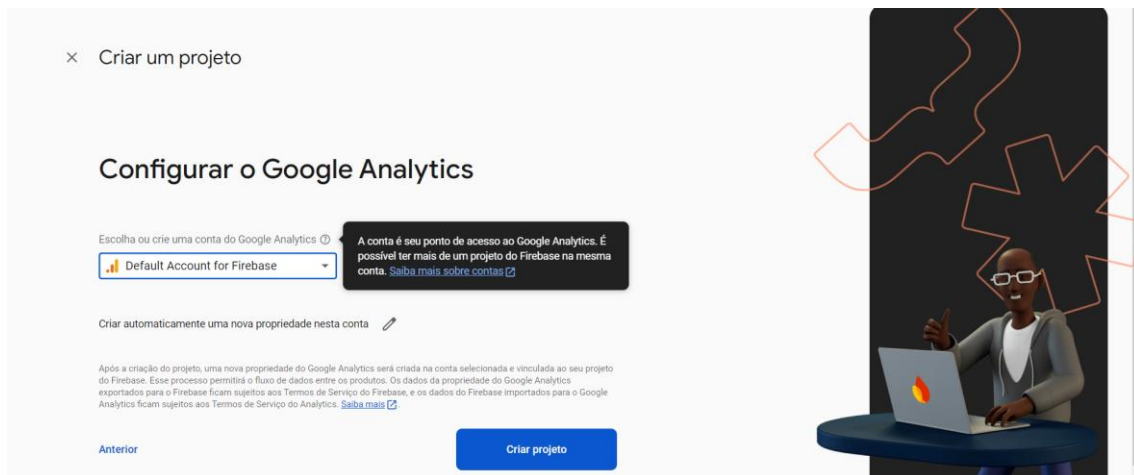 Criar um projeto
Configurar o Google Analytics
Escolha ou crie uma conta do Google Analytics
Default Account for Firebase
A conta é seu ponto de acesso ao Google Analytics. É
possível ter mais de um projeto do Firebase na mesma
conta. Saiba mais sobre contas
Criar automaticamente uma nova propriedade nesta conta
Após a criação do projeto, uma nova propriedade do Google Analytics será criada na conta selecionada e vinculada ao seu projeto
do Firebase. Esse processo permitirá o fluxo de dados entre os produtos. Os dados da propriedade do Google Analytics
exportados para o Firebase ficam sujeitos aos Termos de Serviço do Firebase, e os dados do Firebase importados para o Google
Analytics ficam sujeitos aos Termos de Serviço do Analytics. Saiba mais.
Anterior
Criar projeto